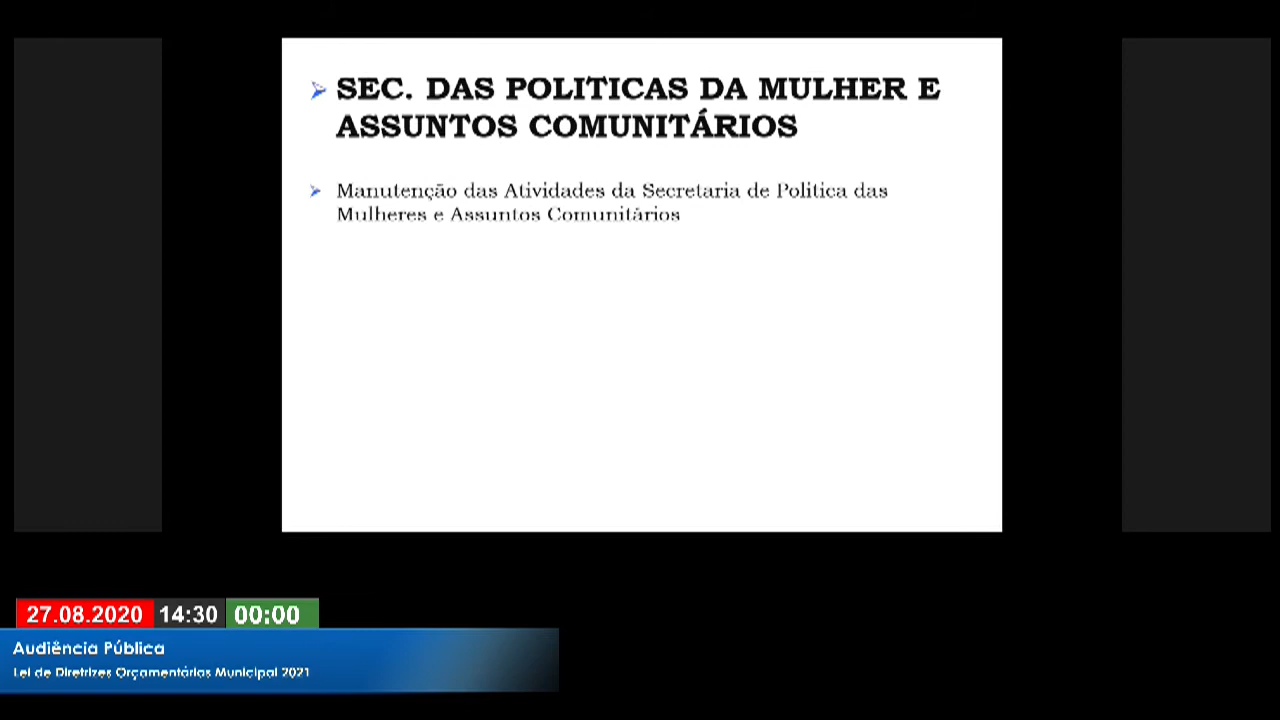 SEC. DAS POLITICAS DA MULHER E
ASSUNTOS COMUNITÁRIOS
Manutenção das Atividades da Secretaria de Politica das
Mulheres e Assuntos Comunitários
27.08.2020 14:30 00:00
Audiência Pública
Lei de Diretrizes Orçamentárias Municipal 2021